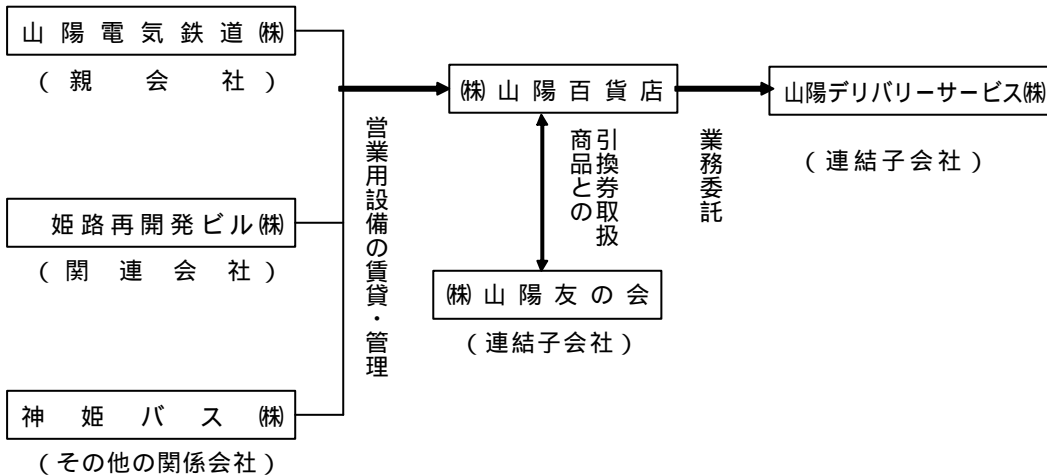 山陽電気鉄道㈱
(親会社)
㈱山陽百貨店
山陽デリバリーサービス㈱
(連結子会社)
営業用設備の賃貸・管理
商品との
引換券取扱
業務委託
姫路再開発ビル㈱
(関連会社)
㈱山陽友の会
(連結子会社)
神姫バス㈱
(その他の関係会社)